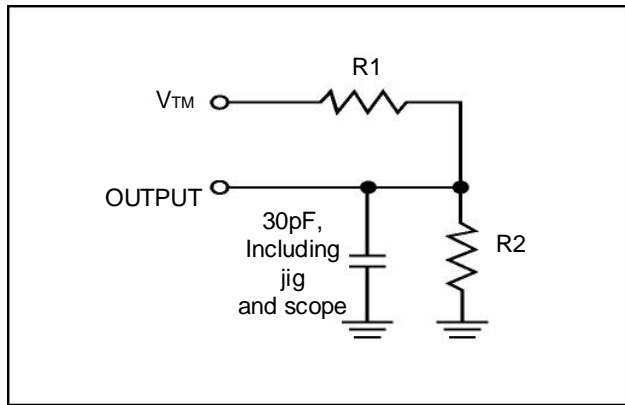 R1
VTM
OUTPUT
30pF,
Including
jig
and scope
R2